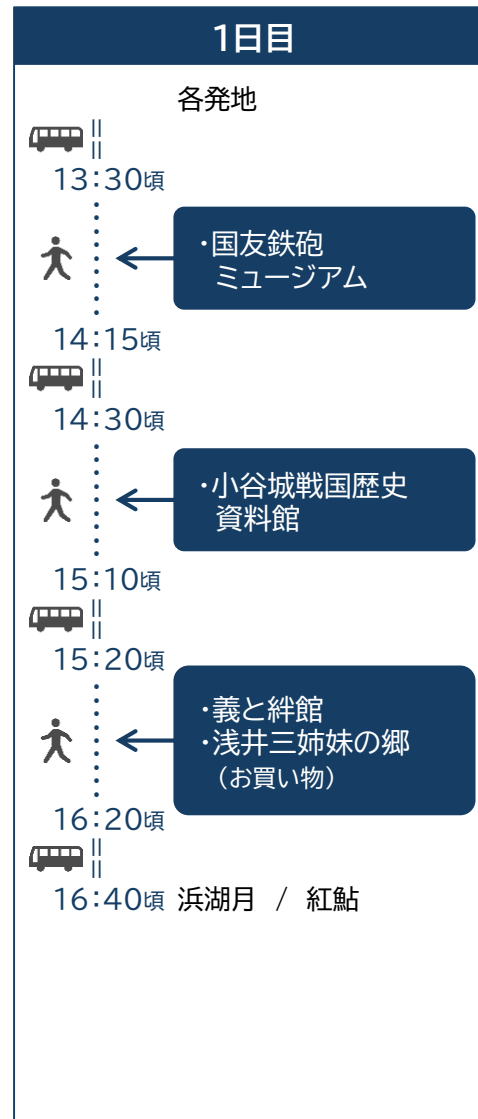 1日目
各発地
13:30頃
・国友鉄砲
ミュージアム
14:15頃
14:30頃
・小谷城戦国歴史
資料館
15:10頃
15:20頃
・義と絆館
・浅井三姉妹の郷
（お買い物）
16:20頃
16:40頃 浜湖月 / 紅鮎